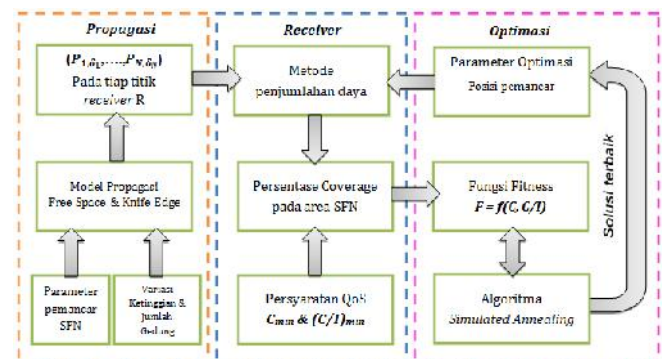 Propagasi
(P1,δ1,....,PN,δn)
Pada tiap titik
receiver R
Model Propagasi
Free Space & Knife Edge
Parameter
pemancar
SFN
Variasi
Ketinggian &
Jumlah
Gedung
Receiver
Metode
penjumlahan daya
Persentase Coverage
pada area SFN
Persyaratan QoS
Cmin & (C/I)min
Optimasi
Parameter Optimasi
Posisi pemancar
Fungsi Fitness
F = f(C, C/I)
Algoritma
Simulated Annealing
Solusi terbaik